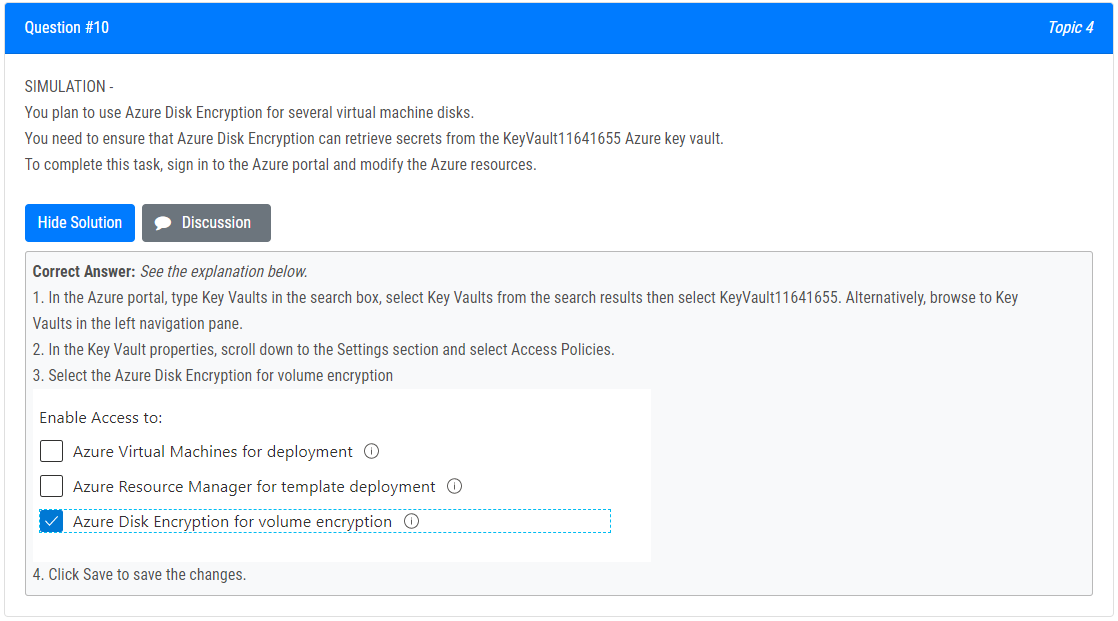 Question #10
Topic 4
SIMULATION -
You plan to use Azure Disk Encryption for several virtual machine disks.
You need to ensure that Azure Disk Encryption can retrieve secrets from the KeyVault11641655 Azure key vault.
To complete this task, sign in to the Azure portal and modify the Azure resources.
Hide Solution
Discussion
Correct Answer: See the explanation below.
1. In the Azure portal, type Key Vaults in the search box, select Key Vaults from the search results then select KeyVault11641655. Alternatively, browse to Key
Vaults in the left navigation pane.
2. In the Key Vault properties, scroll down to the Settings section and select Access Policies.
3. Select the Azure Disk Encryption for volume encryption
Enable Access to:
Azure Virtual Machines for deployment
Azure Resource Manager for template deployment
Azure Disk Encryption for volume encryption
4. Click Save to save the changes.